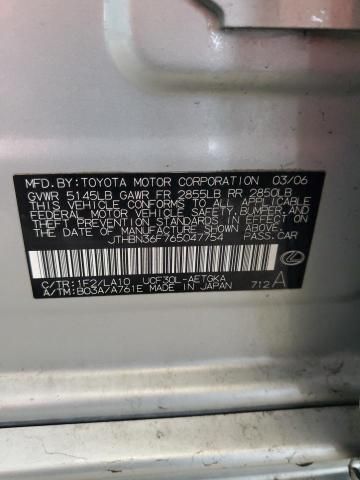 MFD.BY:TOYOTA MOTOR CORPORATION 03/06
GVWR 5145LB GAWR FR 2855LB RR 2850LB
THIS VEHICLE CONFORMS TO ALL APPLICABLE
FEDERAL MOTOR VEHICLE SAFETY,BUMPER,AND
THEFT PREVENTION STANDARDS IN EFFECT ON
THE DATE OF MANUFACTURE SHOWN ABOVE.
JTHBN36F765047754 PASS.CAR
C/TR:1F2/LA10 UCF30L-AETGKA
A/TM:B03A/A761E MADE IN JAPAN 712A